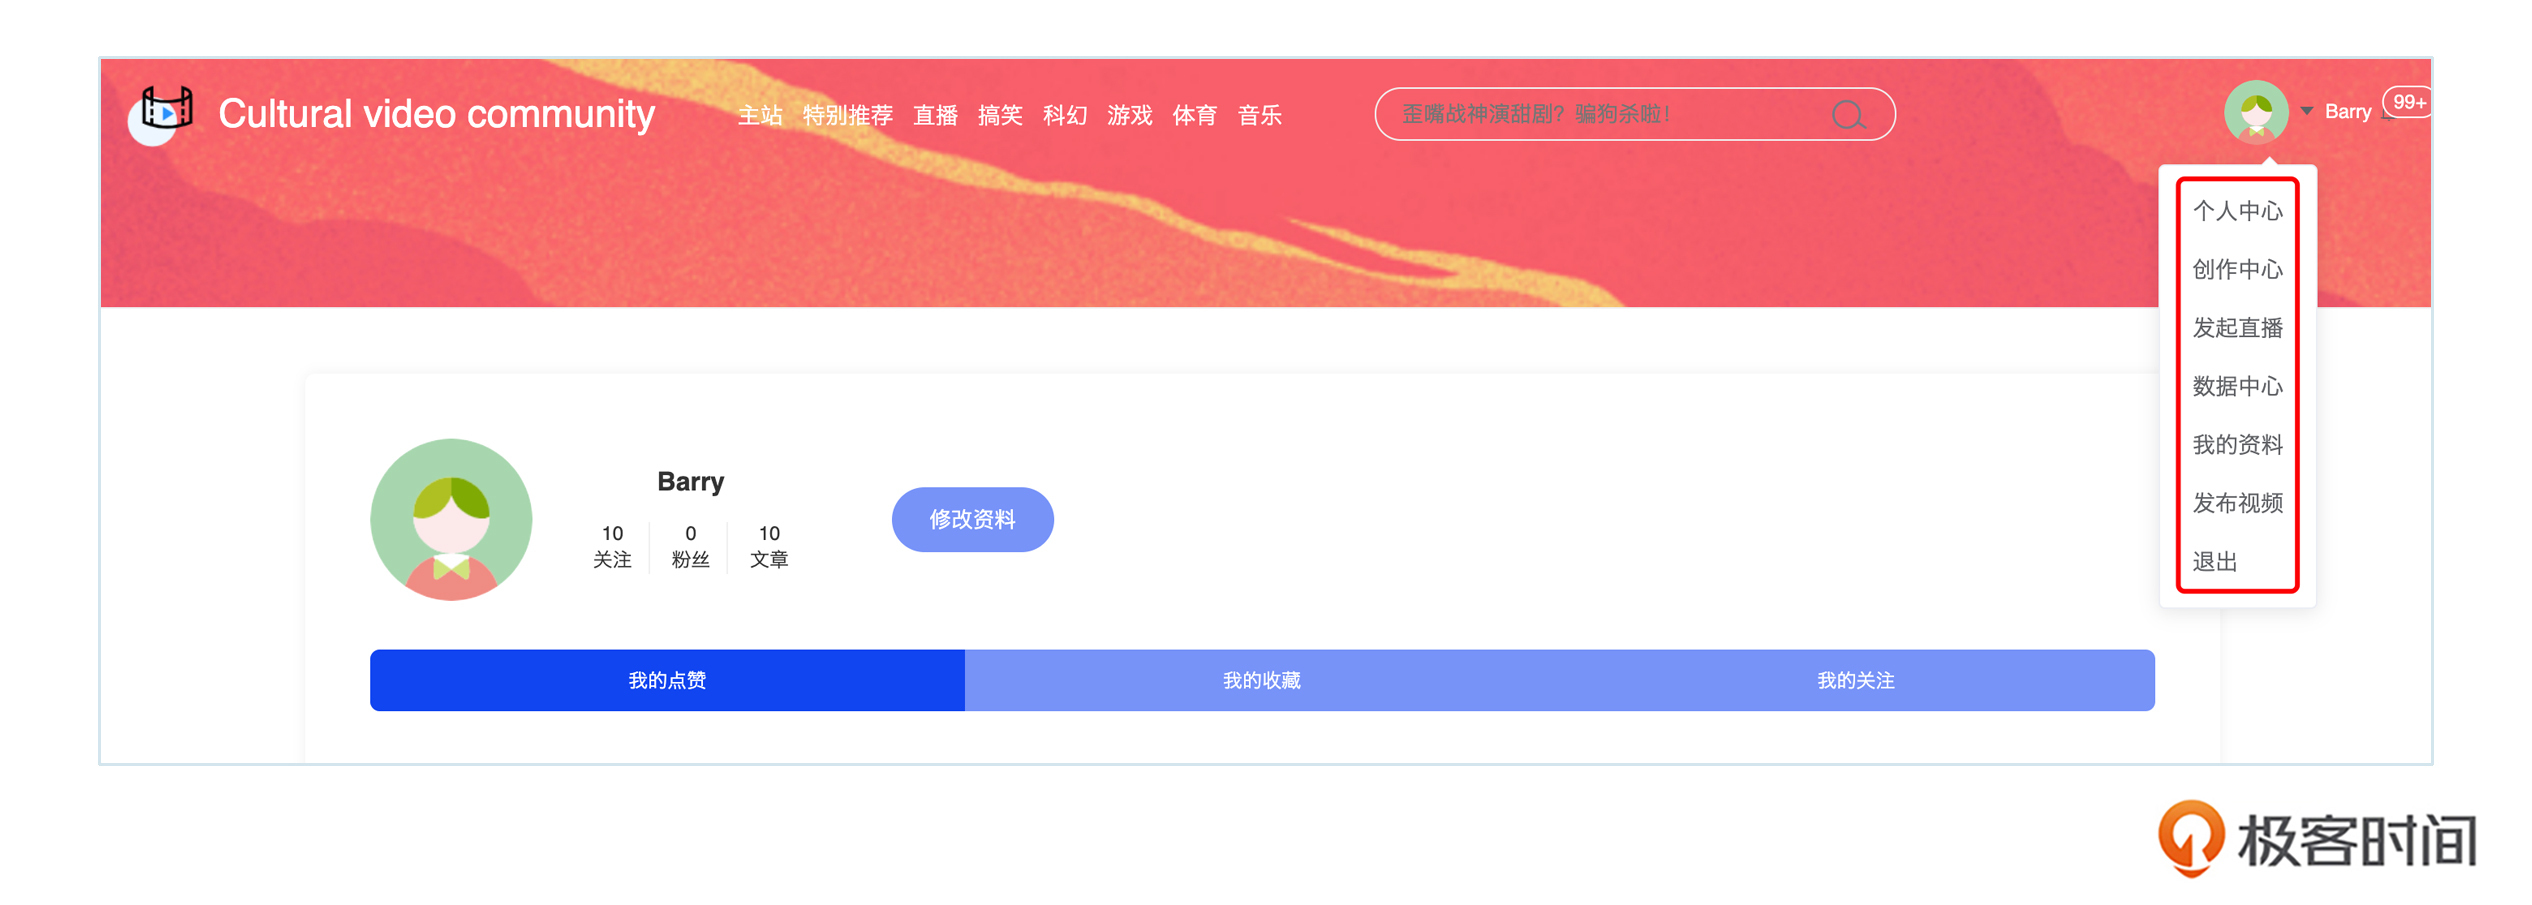 Cultural video community
主站 特别推荐 直播 搞笑 科幻 游戏 体育 音乐
歪嘴战神演甜剧？骗狗杀啦！
Barry
99+
个人中心
创作中心
发起直播
数据中心
我的资料
发布视频
退出
Barry
10 0 10
关注 粉丝 文章
修改资料
我的点赞 我的收藏 我的关注
极客时间